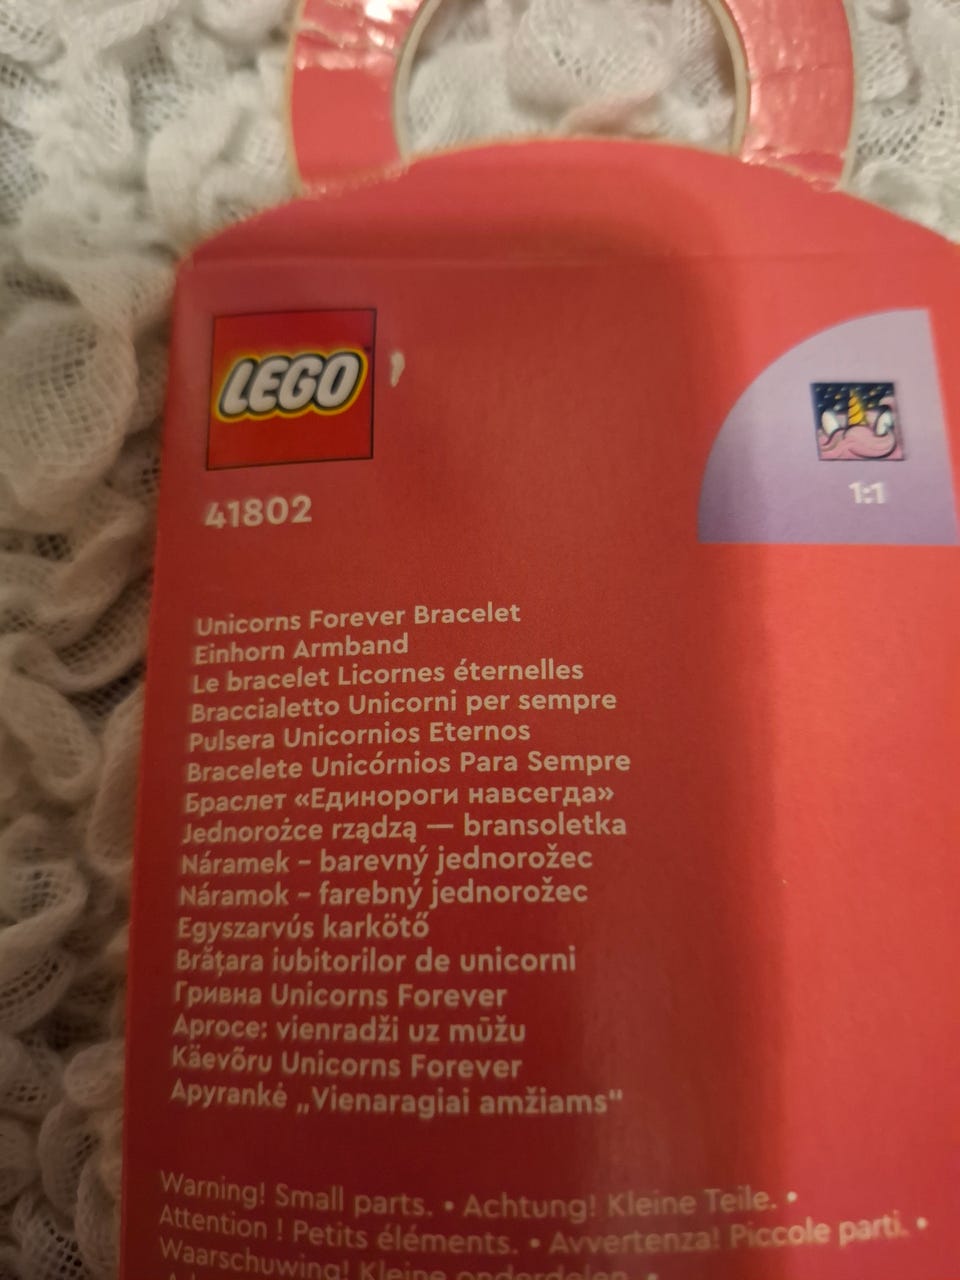 LEGO
41802
1:1
Unicorns Forever Bracelet
Einhorn Armband
Le bracelet Licornes éternelles
Braccialetto Unicorni per sempre
Pulsera Unicornios Eternos
Bracelete Unicórnios Para Sempre
Браслет «Единороги навсегда»
Jednorożce rządzą — bransoletka
Náramek – barevný jednorožec
Náramok – farebný jednorožec
Egyszarvús karkötő
Brățara iubitorilor de unicorni
Гривна Unicorns Forever
Aproce: vienradži uz mūžu
Käevõru Unicorns Forever
Apyrankė „Vienaragiai amžiams"
Warning! Small parts. • Achtung! Kleine Teile. •
Attention ! Petits éléments. • Avvertenza! Piccole parti. •
Waarschuwing! Kleine onderdelen. •